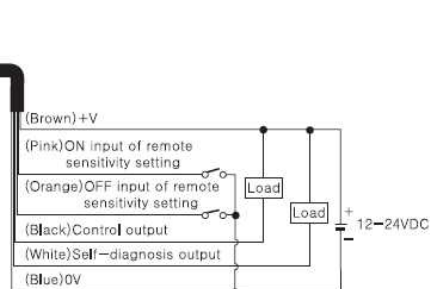 (Brown)+V
(Pink)ON input of remote
sensitivity setting
(Orange)OFF input of remote
sensitivity setting
Load
Load
+
12−24VDC
−
(Black)Control output
(White)Self−diagnosis output
(Blue)0V